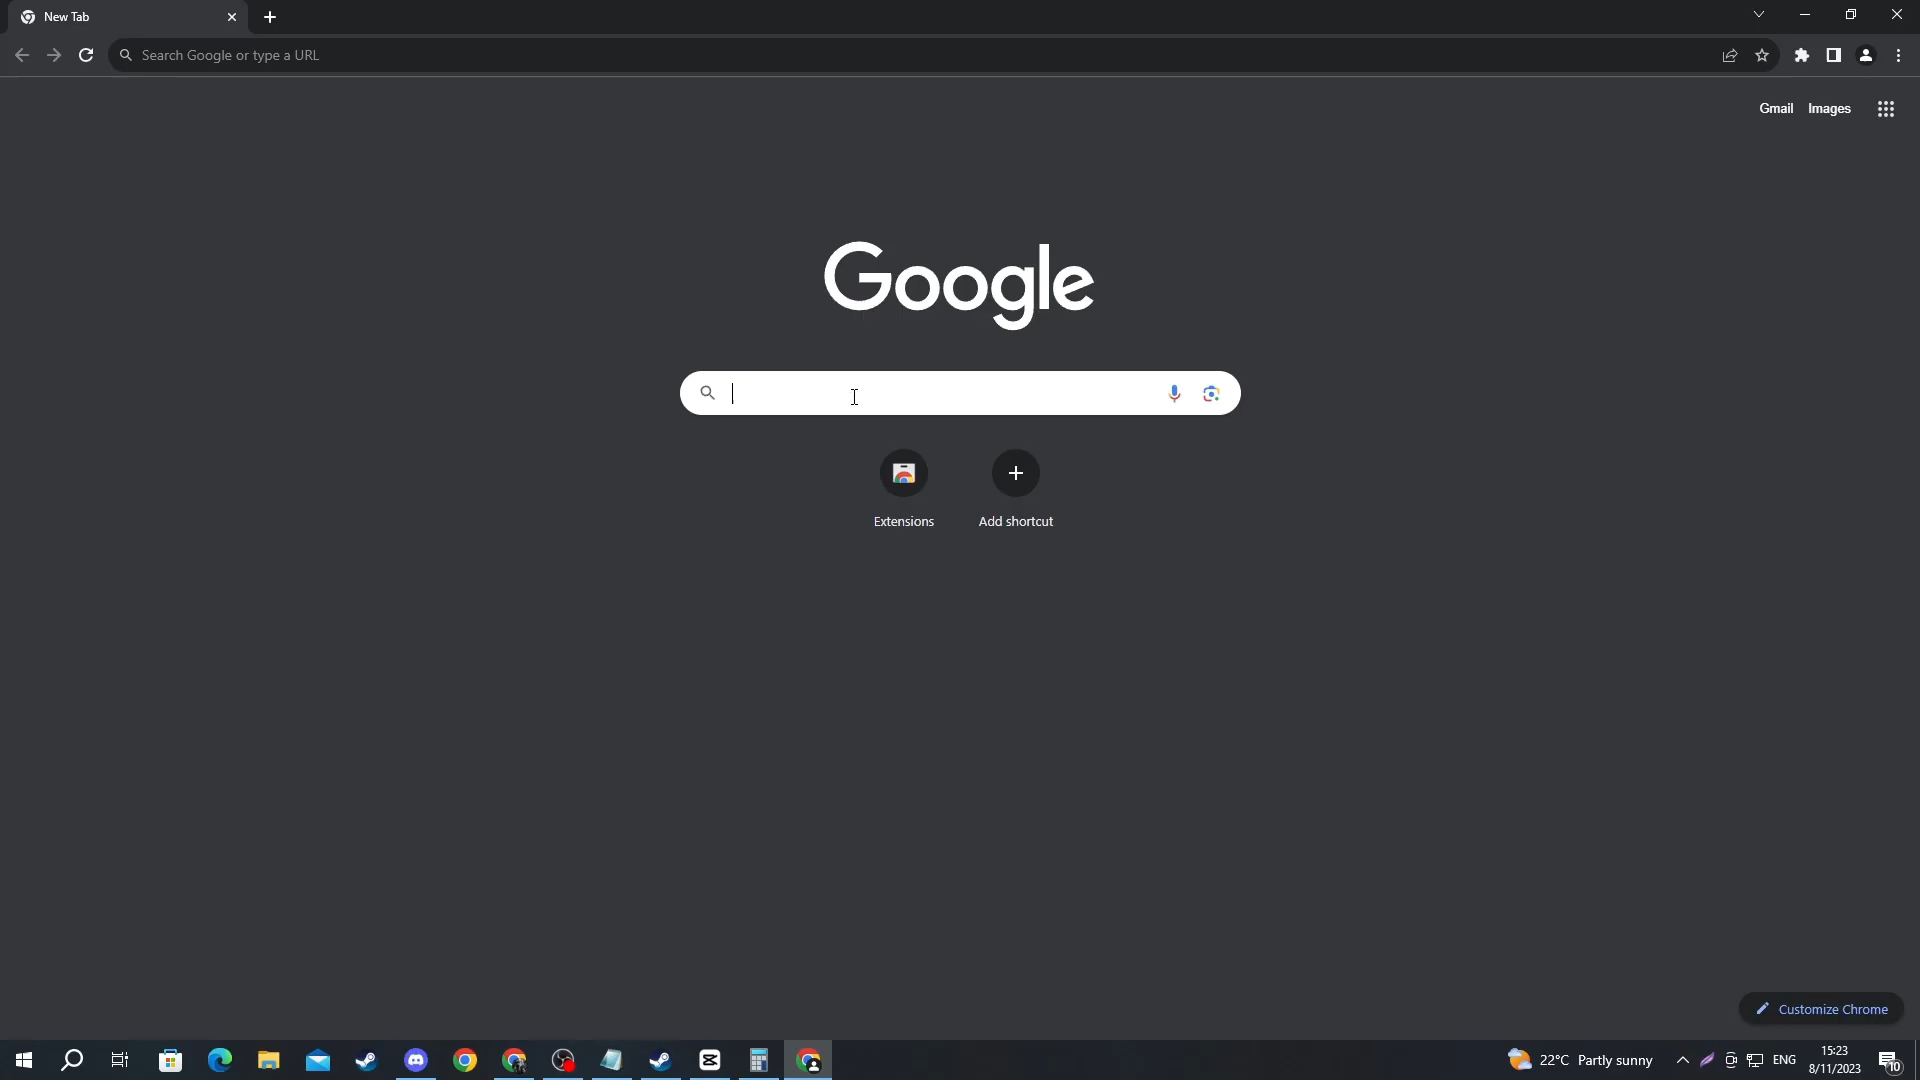 New Tab
Search Google or type a URL
Gmail Images
Google
Extensions Add shortcut
Customize Chrome
22°C Partly sunny ENG 15:23
8/11/2023 10